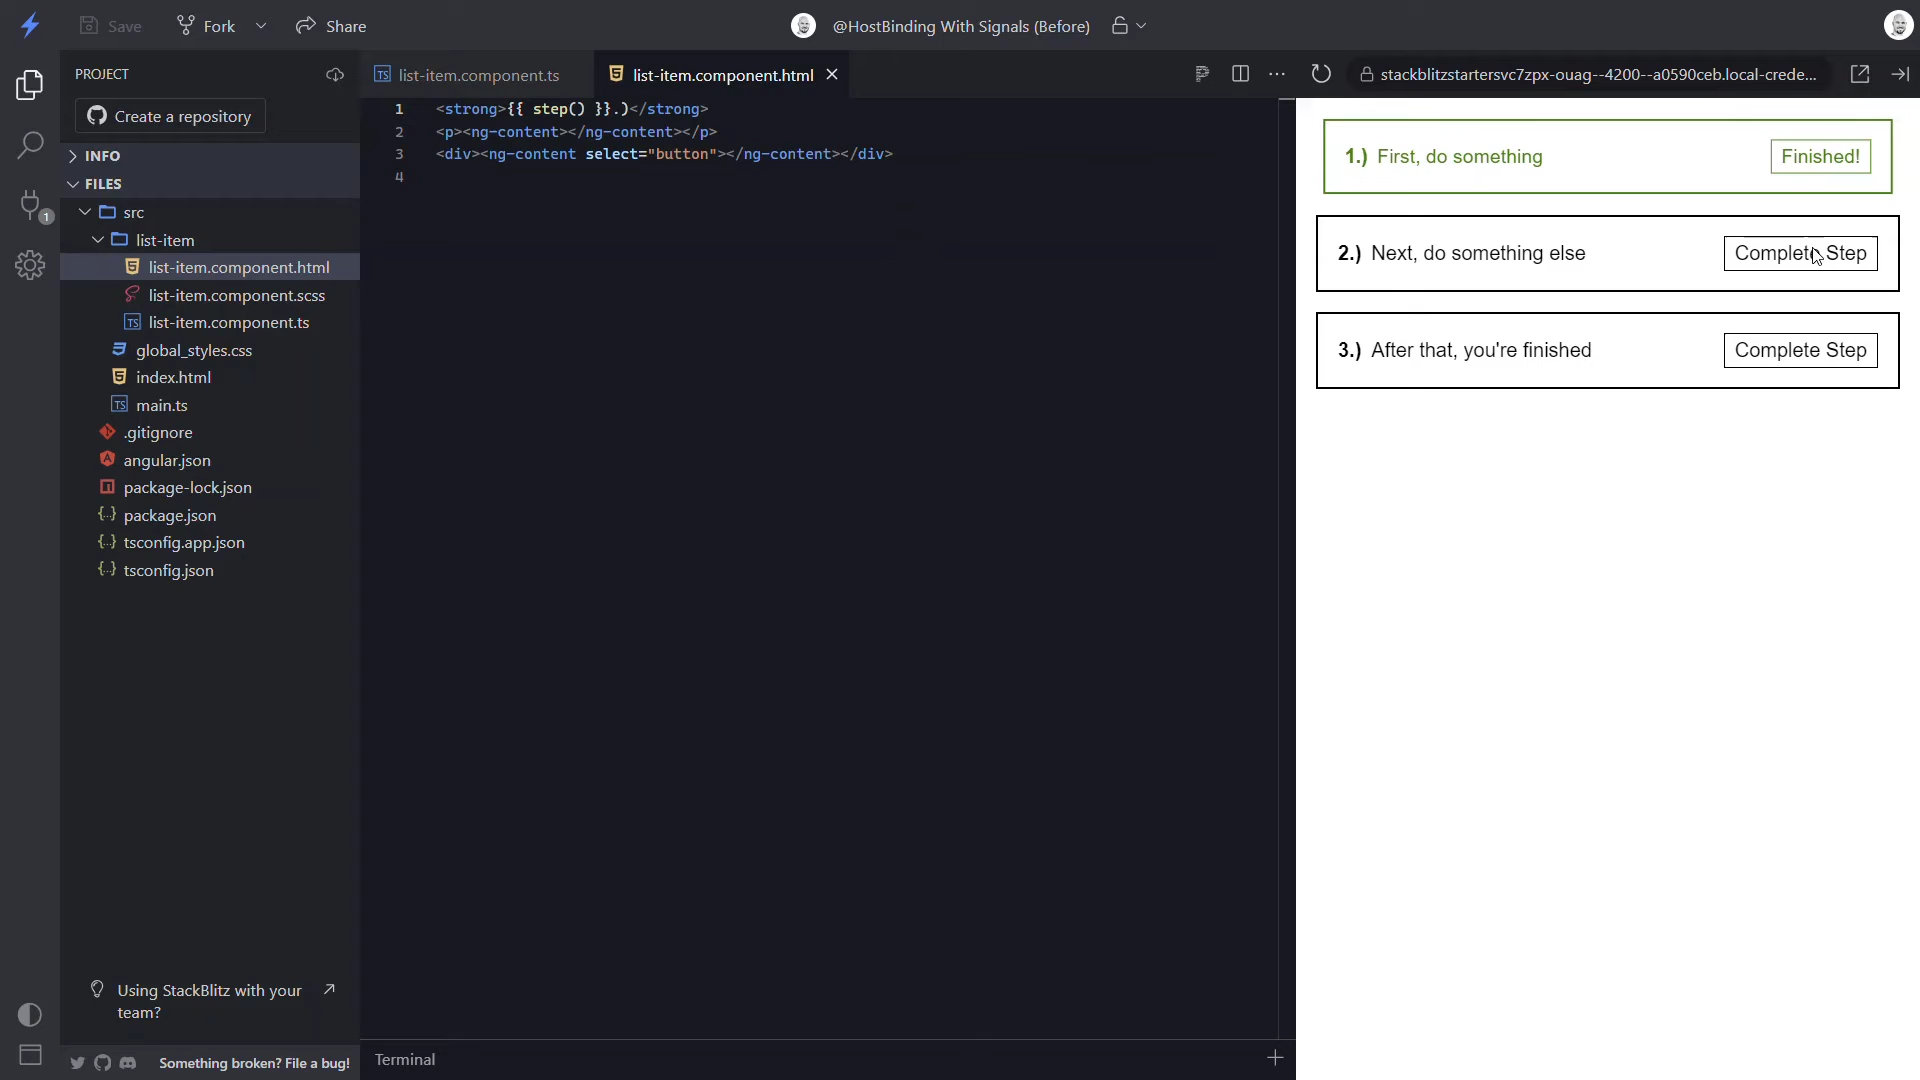 Save
Fork
Share
@HostBinding With Signals (Before)
PROJECT
Create a repository
INFO
FILES
src
list-item
list-item.component.html
list-item.component.scss
list-item.component.ts
global_styles.css
index.html
main.ts
.gitignore
angular.json
package-lock.json
package.json
tsconfig.app.json
tsconfig.json
Using StackBlitz with your
team?
Something broken? File a bug!
1
list-item.component.ts
list-item.component.html
1 <strong>{{ step() }}.)</strong>
2 <p><ng-content></ng-content></p>
3 <div><ng-content select="button"></ng-content></div>
4
Terminal
stackblitzstartersvc7zpx-ouag--4200--a0590ceb.local-crede...
1.) First, do something Finished!
2.) Next, do something else Complete Step
3.) After that, you're finished Complete Step